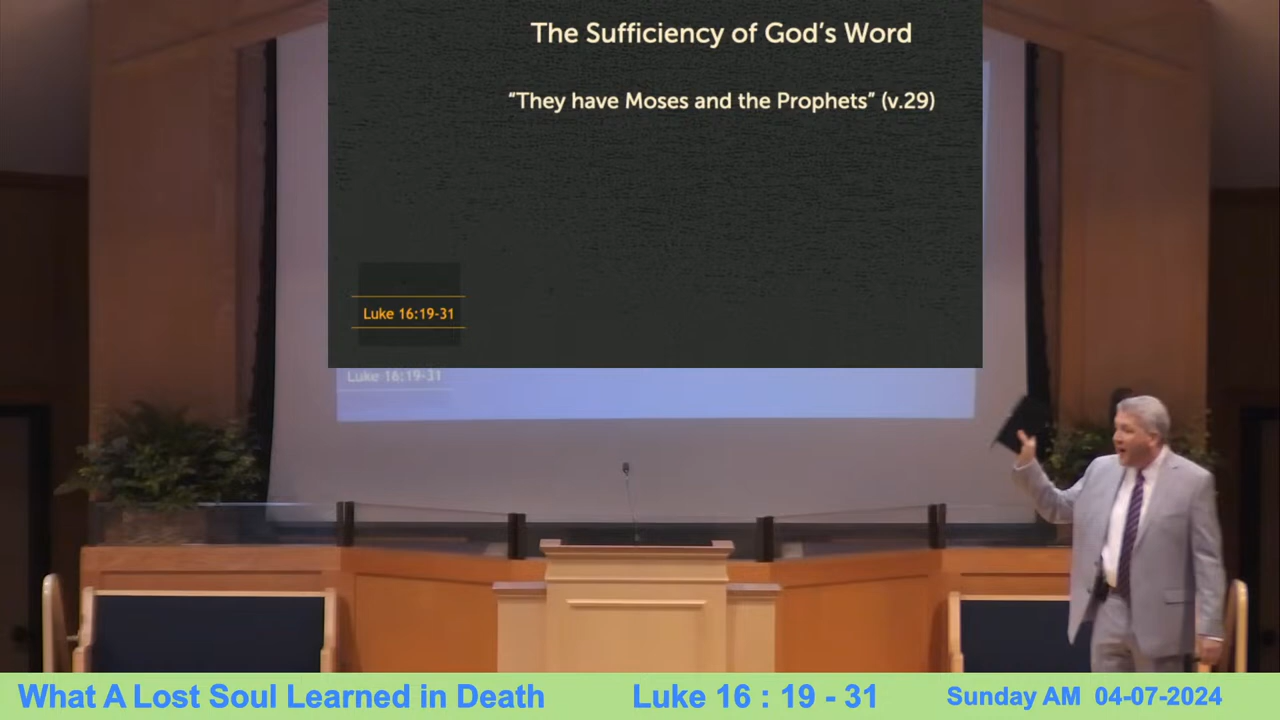 The Sufficiency of God's Word
“They have Moses and the Prophets” (v.29)
Luke 16:19-31
Luke 16:19-31
What A Lost Soul Learned in Death Luke 16 : 19 - 31 Sunday AM 04-07-2024